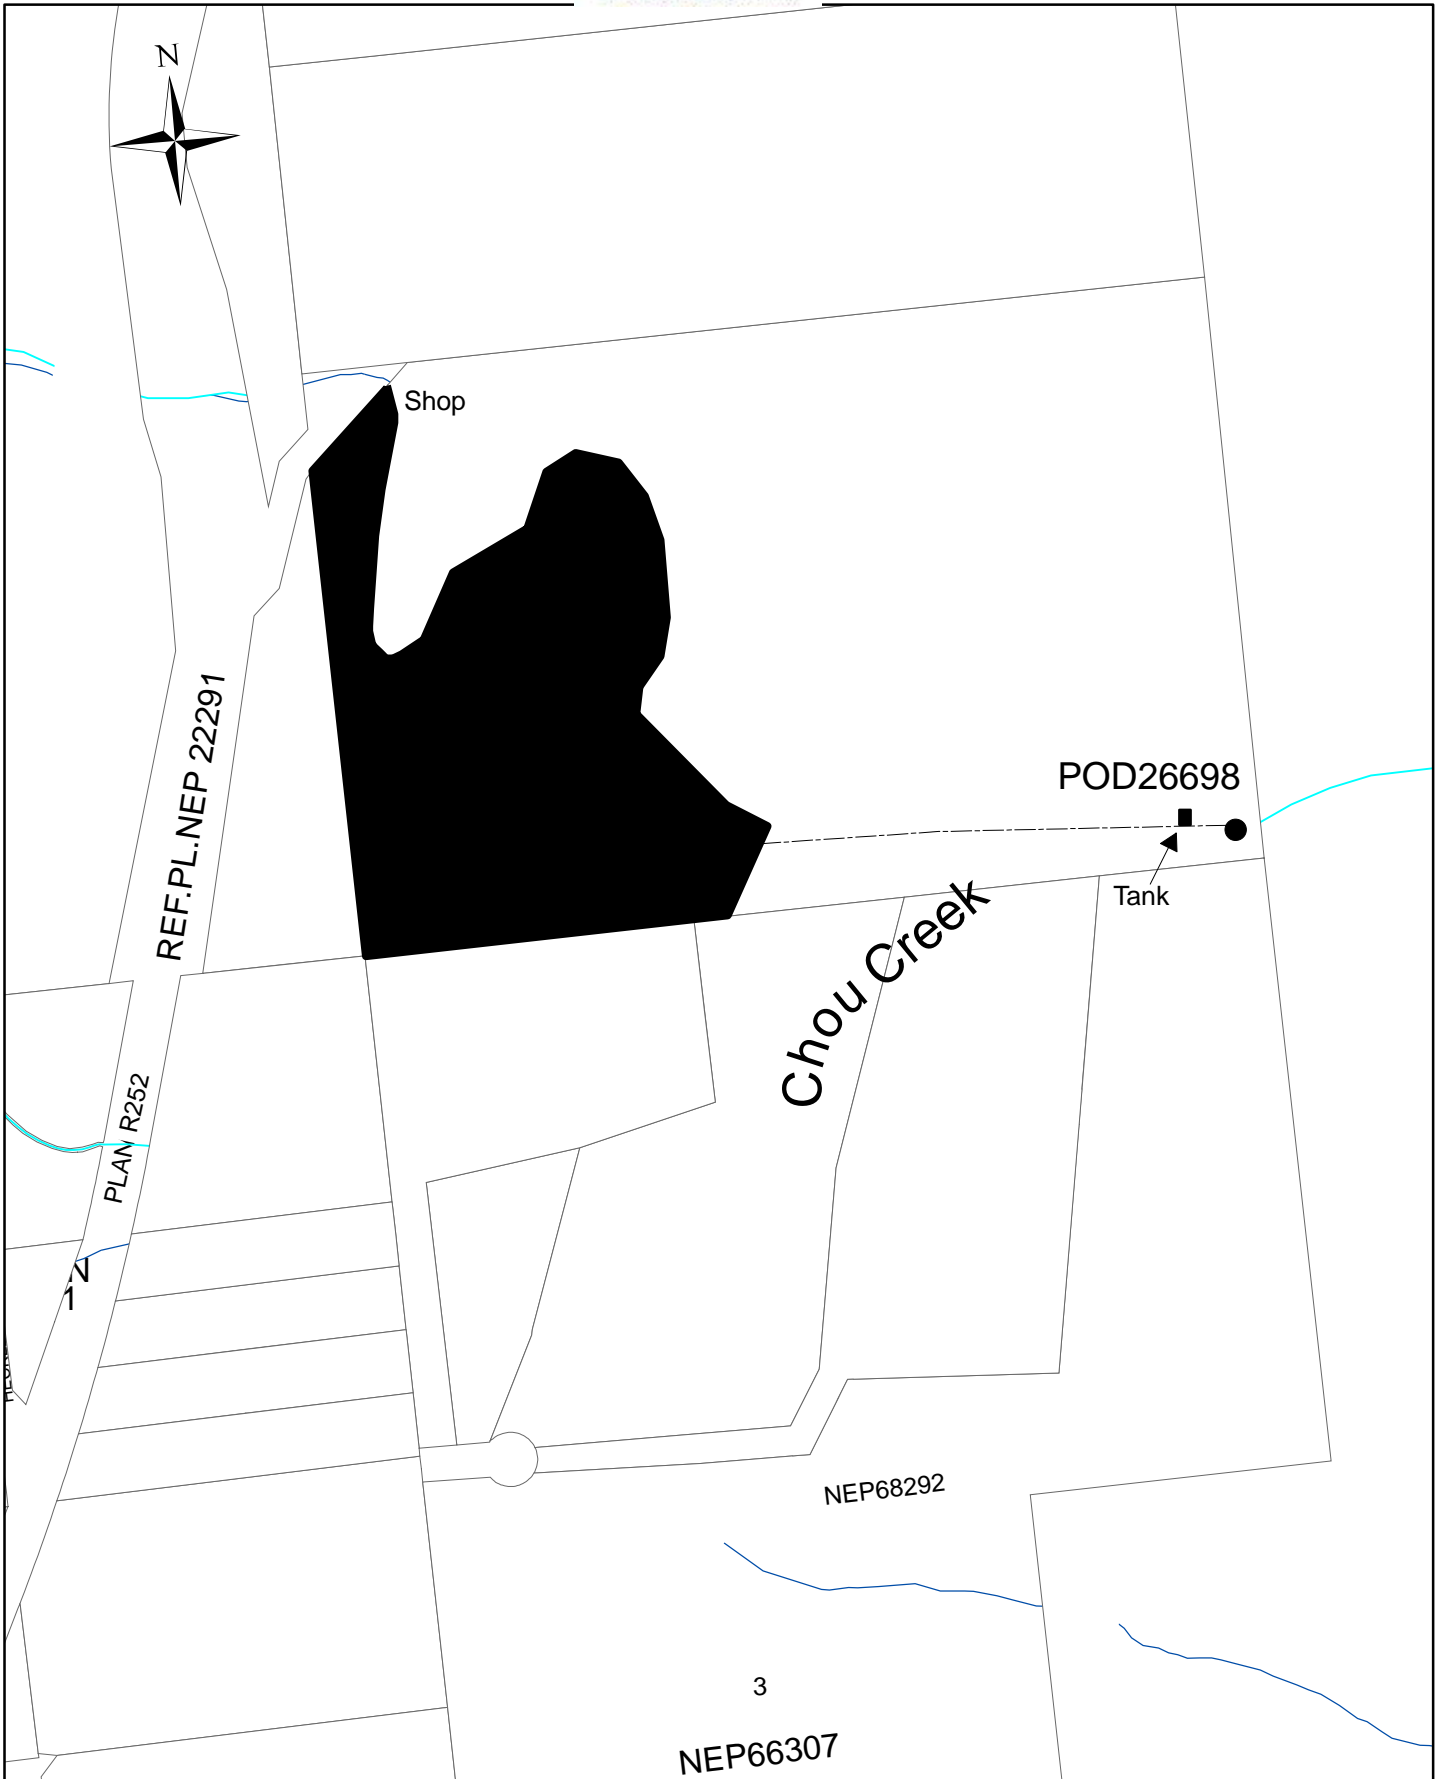 N
Shop
REF.PL.NEP 22291
POD26698
Tank
Chou Creek
PLAN R252
N
1
NEP68292
3
NEP66307